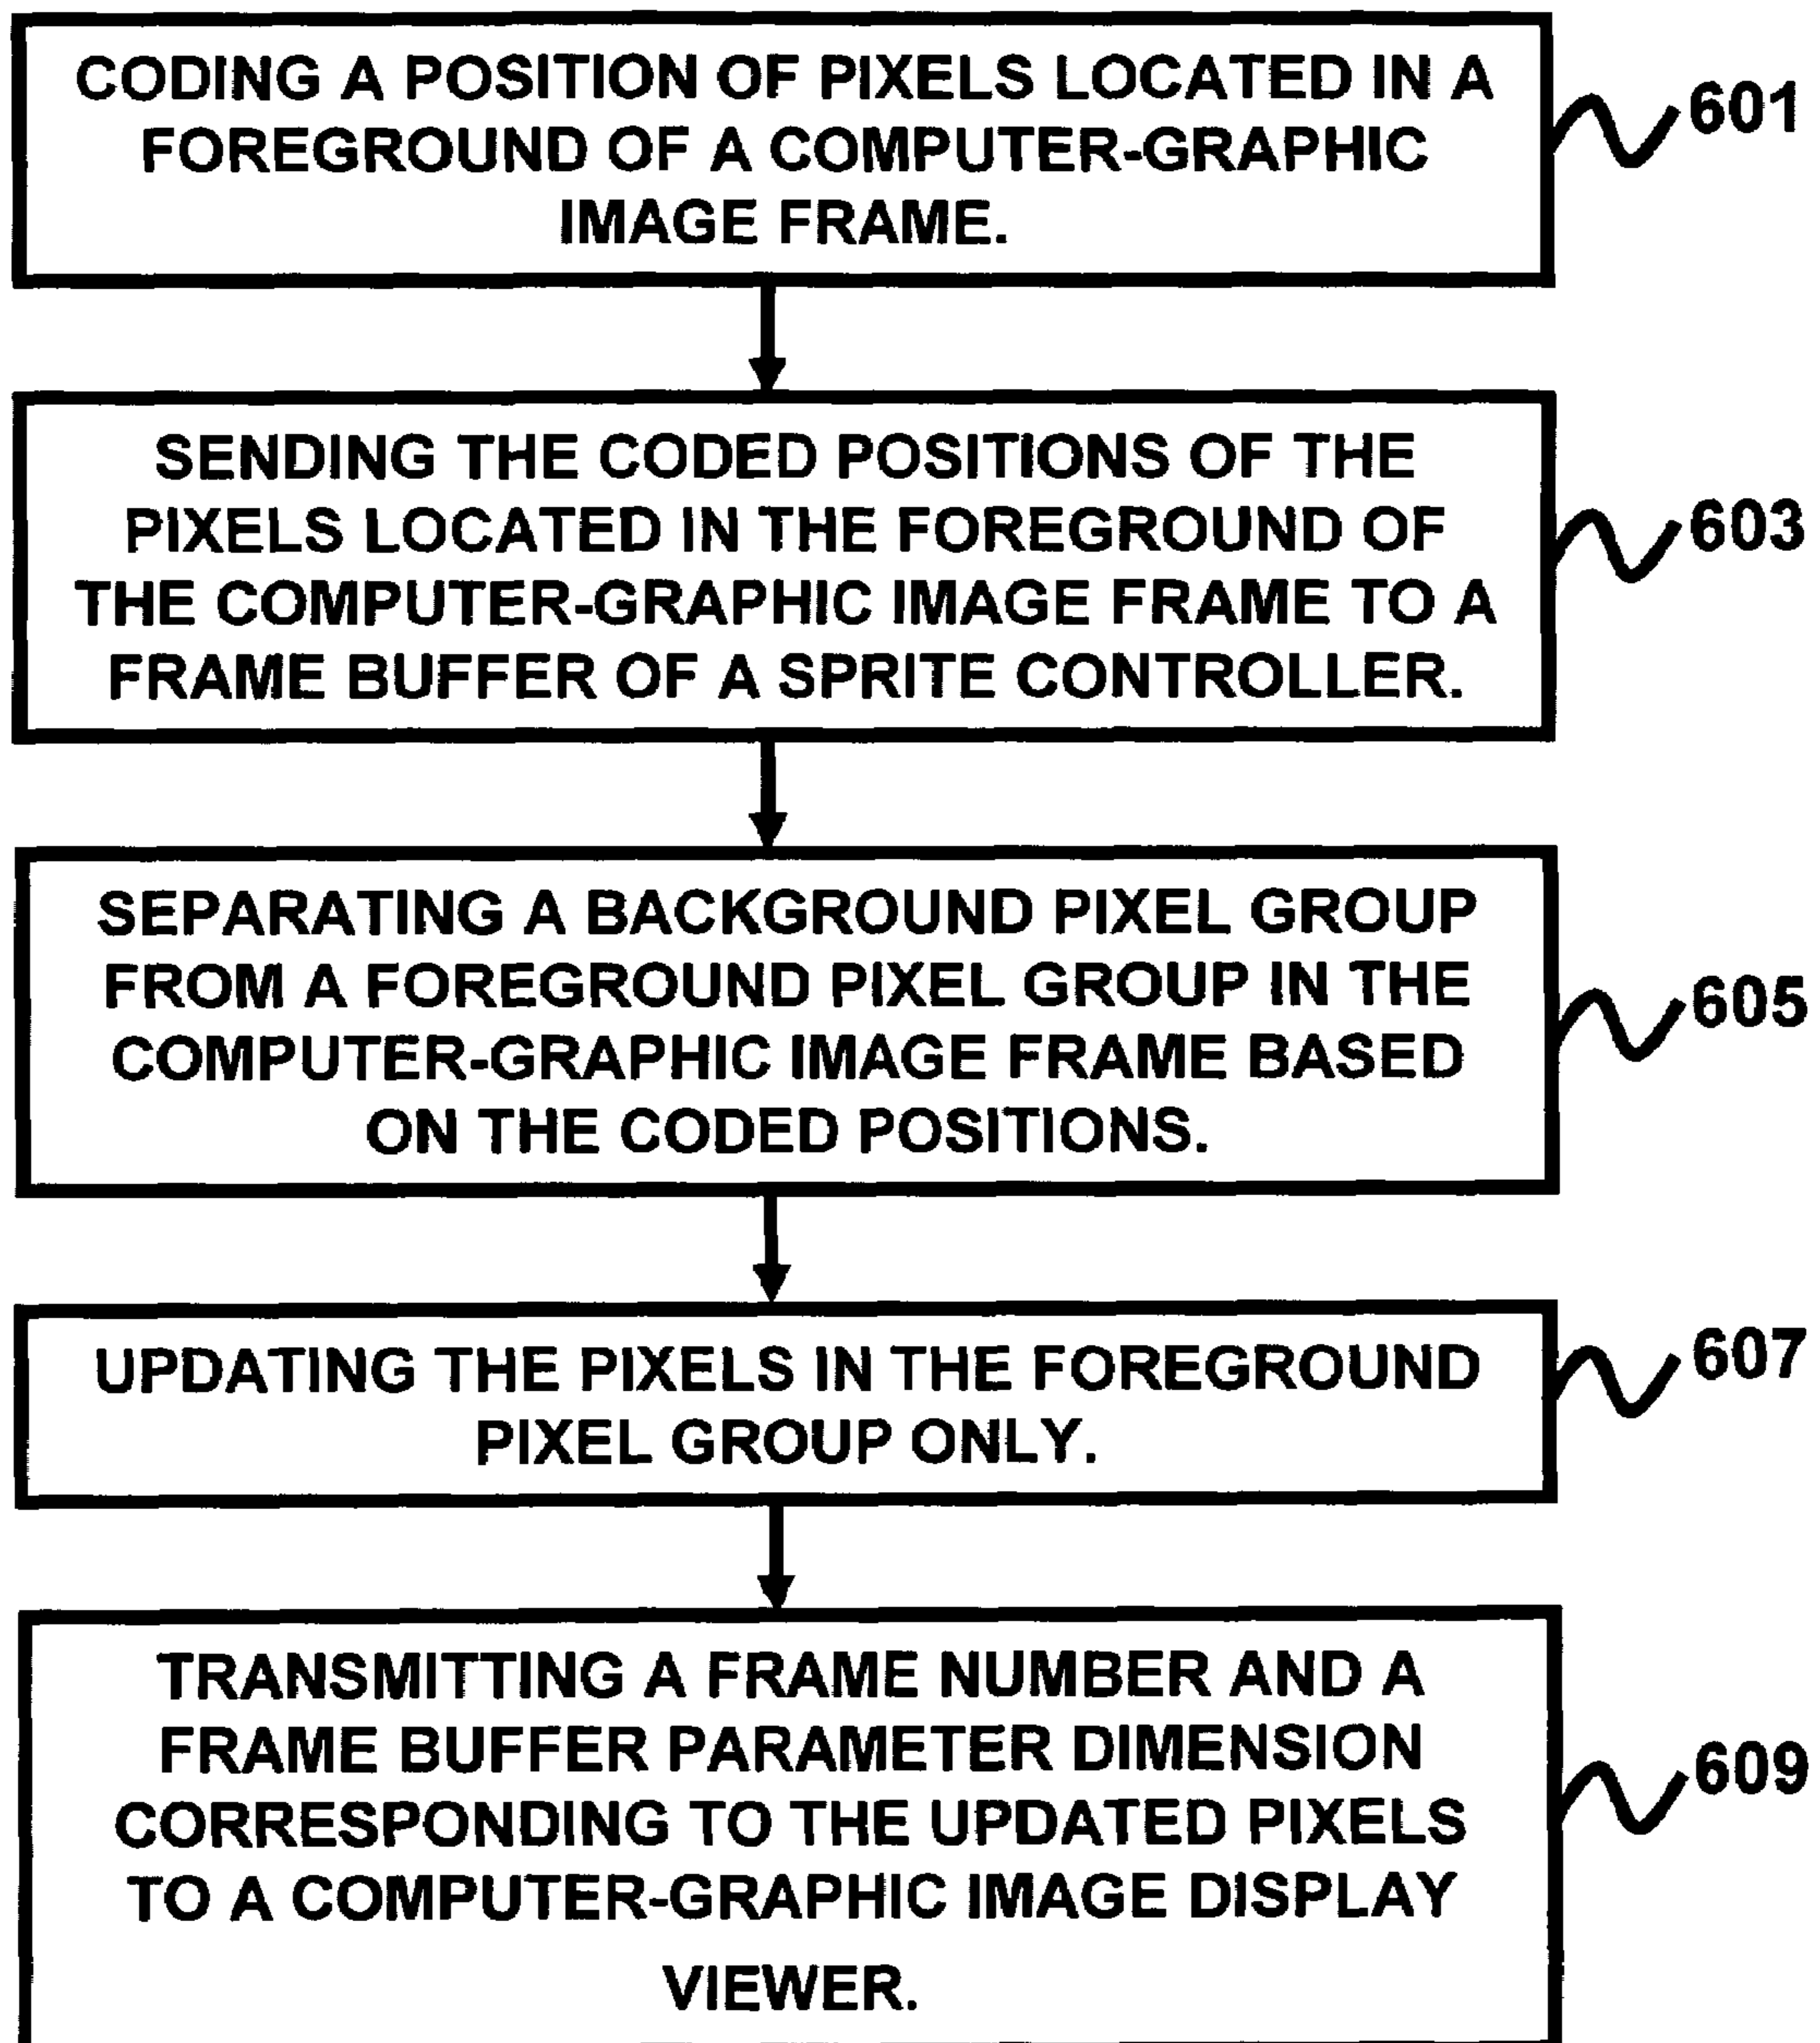 CODING A POSITION OF PIXELS LOCATED IN A
FOREGROUND OF A COMPUTER-GRAPHIC
IMAGE FRAME.
601
SENDING THE CODED POSITIONS OF THE
PIXELS LOCATED IN THE FOREGROUND OF
THE COMPUTER-GRAPHIC IMAGE FRAME TO A
FRAME BUFFER OF A SPRITE CONTROLLER.
603
SEPARATING A BACKGROUND PIXEL GROUP
FROM A FOREGROUND PIXEL GROUP IN THE
COMPUTER-GRAPHIC IMAGE FRAME BASED
ON THE CODED POSITIONS.
605
UPDATING THE PIXELS IN THE FOREGROUND
PIXEL GROUP ONLY.
607
TRANSMITTING A FRAME NUMBER AND A
FRAME BUFFER PARAMETER DIMENSION
CORRESPONDING TO THE UPDATED PIXELS
TO A COMPUTER-GRAPHIC IMAGE DISPLAY
VIEWER.
609